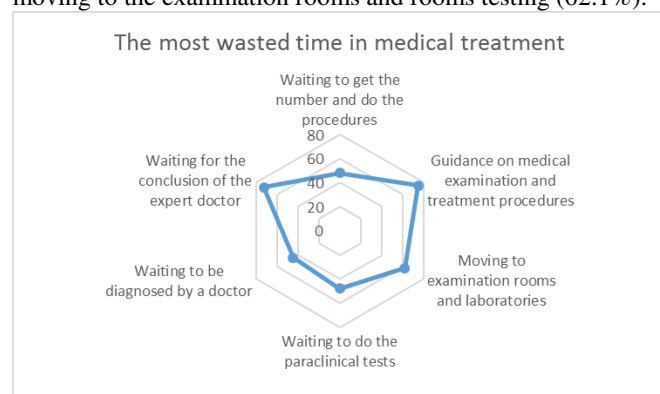 moving to the examination rooms and rooms testing (62.1%).
The most wasted time in medical treatment
Waiting to get the
number and do the
procedures
80
60
40
20
0
Guidance on medical
examination and
treatment procedures
Moving to
examination rooms
and laboratories
Waiting to do the
paraclinical tests
Waiting to be
diagnosed by a doctor
Waiting for the
conclusion of the
expert doctor